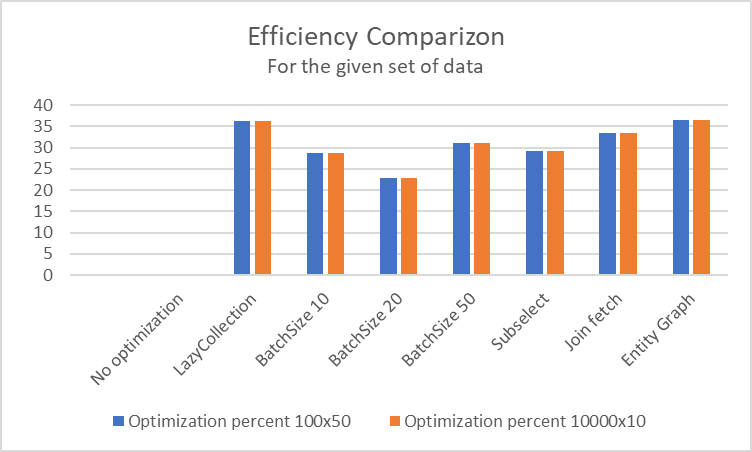 Efficiency Comparizon
For the given set of data
40
35
30
25
20
15
10
5
0
No optimization
LazyCollection
BatchSize 10
BatchSize 20
BatchSize 50
Subselect
Join fetch
Entity Graph
Optimization percent 100x50
Optimization percent 10000x10